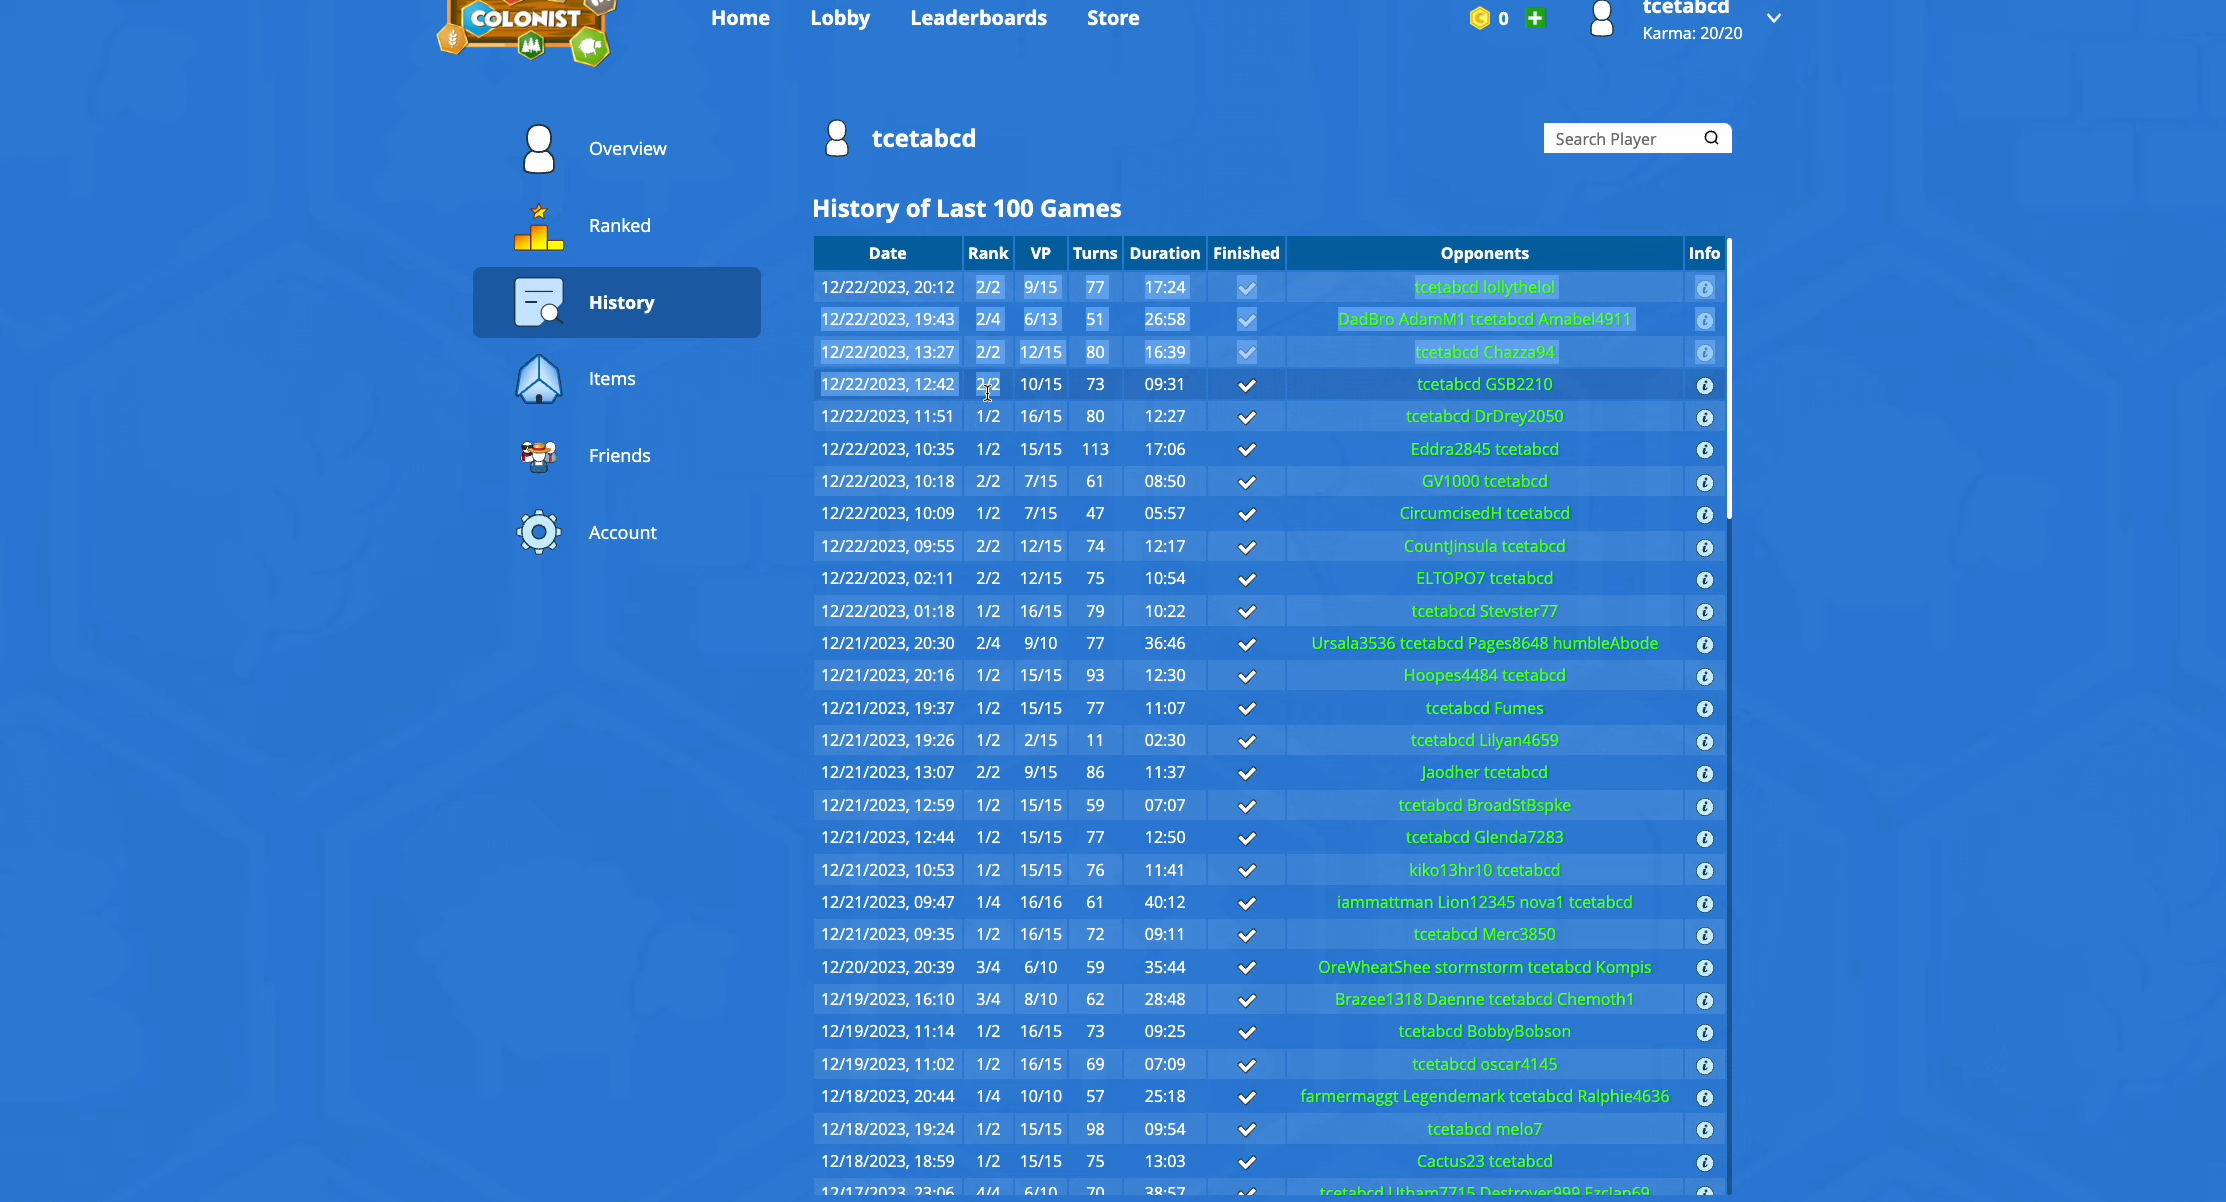 COLONIST
Home Lobby Leaderboards Store
0
tcetabcd
Karma: 20/20
Overview
Ranked
History
Items
Friends
Account
tcetabcd
Search Player
History of Last 100 Games
Date Rank VP Turns Duration Finished Opponents Info
12/22/2023, 20:12 2/2 9/15 77 17:24 tcetabcd lollythelol
12/22/2023, 19:43 2/4 6/13 51 26:58 DadBro AdamM1 tcetabcd Amabel4911
12/22/2023, 13:27 2/2 12/15 80 16:39 tcetabcd Chazza94
12/22/2023, 12:42 2/2 10/15 73 09:31 tcetabcd GSB2210
12/22/2023, 11:51 1/2 16/15 80 12:27 tcetabcd DrDrey2050
12/22/2023, 10:35 1/2 15/15 113 17:06 Eddra2845 tcetabcd
12/22/2023, 10:18 2/2 7/15 61 08:50 GV1000 tcetabcd
12/22/2023, 10:09 1/2 7/15 47 05:57 CircumcisedH tcetabcd
12/22/2023, 09:55 2/2 12/15 74 12:17 CountJinsula tcetabcd
12/22/2023, 02:11 2/2 12/15 75 10:54 ELTOPO7 tcetabcd
12/22/2023, 01:18 1/2 16/15 79 10:22 tcetabcd Stevster77
12/21/2023, 20:30 2/4 9/10 77 36:46 Ursala3536 tcetabcd Pages8648 humbleAbode
12/21/2023, 20:16 1/2 15/15 93 12:30 Hoopes4484 tcetabcd
12/21/2023, 19:37 1/2 15/15 77 11:07 tcetabcd Fumes
12/21/2023, 19:26 1/2 2/15 11 02:30 tcetabcd Lilyan4659
12/21/2023, 13:07 2/2 9/15 86 11:37 Jaodher tcetabcd
12/21/2023, 12:59 1/2 15/15 59 07:07 tcetabcd BroadStBspke
12/21/2023, 12:44 1/2 15/15 77 12:50 tcetabcd Glenda7283
12/21/2023, 10:53 1/2 15/15 76 11:41 kiko13hr10 tcetabcd
12/21/2023, 09:47 1/4 16/16 61 40:12 iammattman Lion12345 nova1 tcetabcd
12/21/2023, 09:35 1/2 16/15 72 09:11 tcetabcd Merc3850
12/20/2023, 20:39 3/4 6/10 59 35:44 OreWheatShee stormstorm tcetabcd Kompis
12/19/2023, 16:10 3/4 8/10 62 28:48 Brazee1318 Daenne tcetabcd Chemoth1
12/19/2023, 11:14 1/2 16/15 73 09:25 tcetabcd BobbyBobson
12/19/2023, 11:02 1/2 16/15 69 07:09 tcetabcd oscar4145
12/18/2023, 20:44 1/4 10/10 57 25:18 farmermaggt Legendemark tcetabcd Ralphie4636
12/18/2023, 19:24 1/2 15/15 98 09:54 tcetabcd melo7
12/18/2023, 18:59 1/2 15/15 75 13:03 Cactus23 tcetabcd
12/17/2023, 23:06 4/4 6/10 70 38:57 tcetabcd Utham7715 Destroyer999